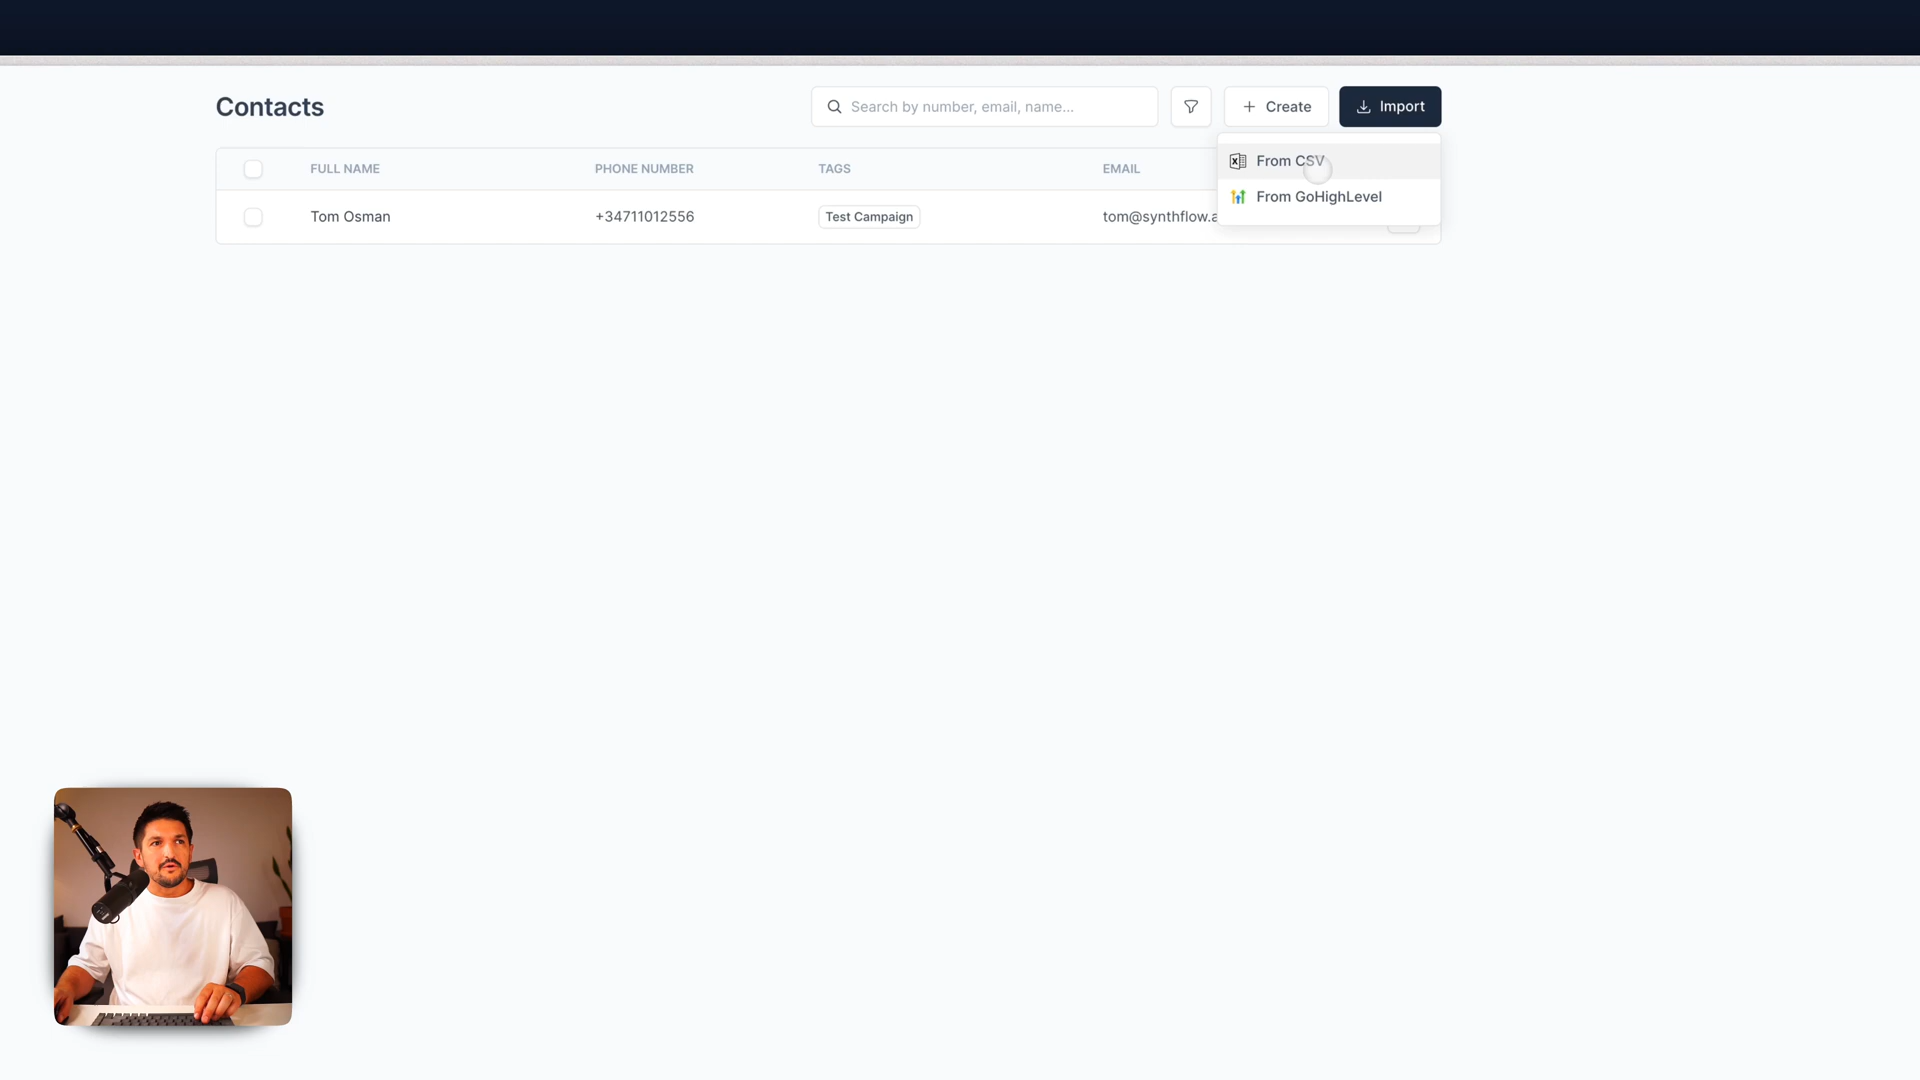 Contacts
Search by number, email, name...
Create
Import
FULL NAME
PHONE NUMBER
TAGS
EMAIL
From CSV
From GoHighLevel
Tom Osman
+34711012556
Test Campaign
tom@synthflow.a